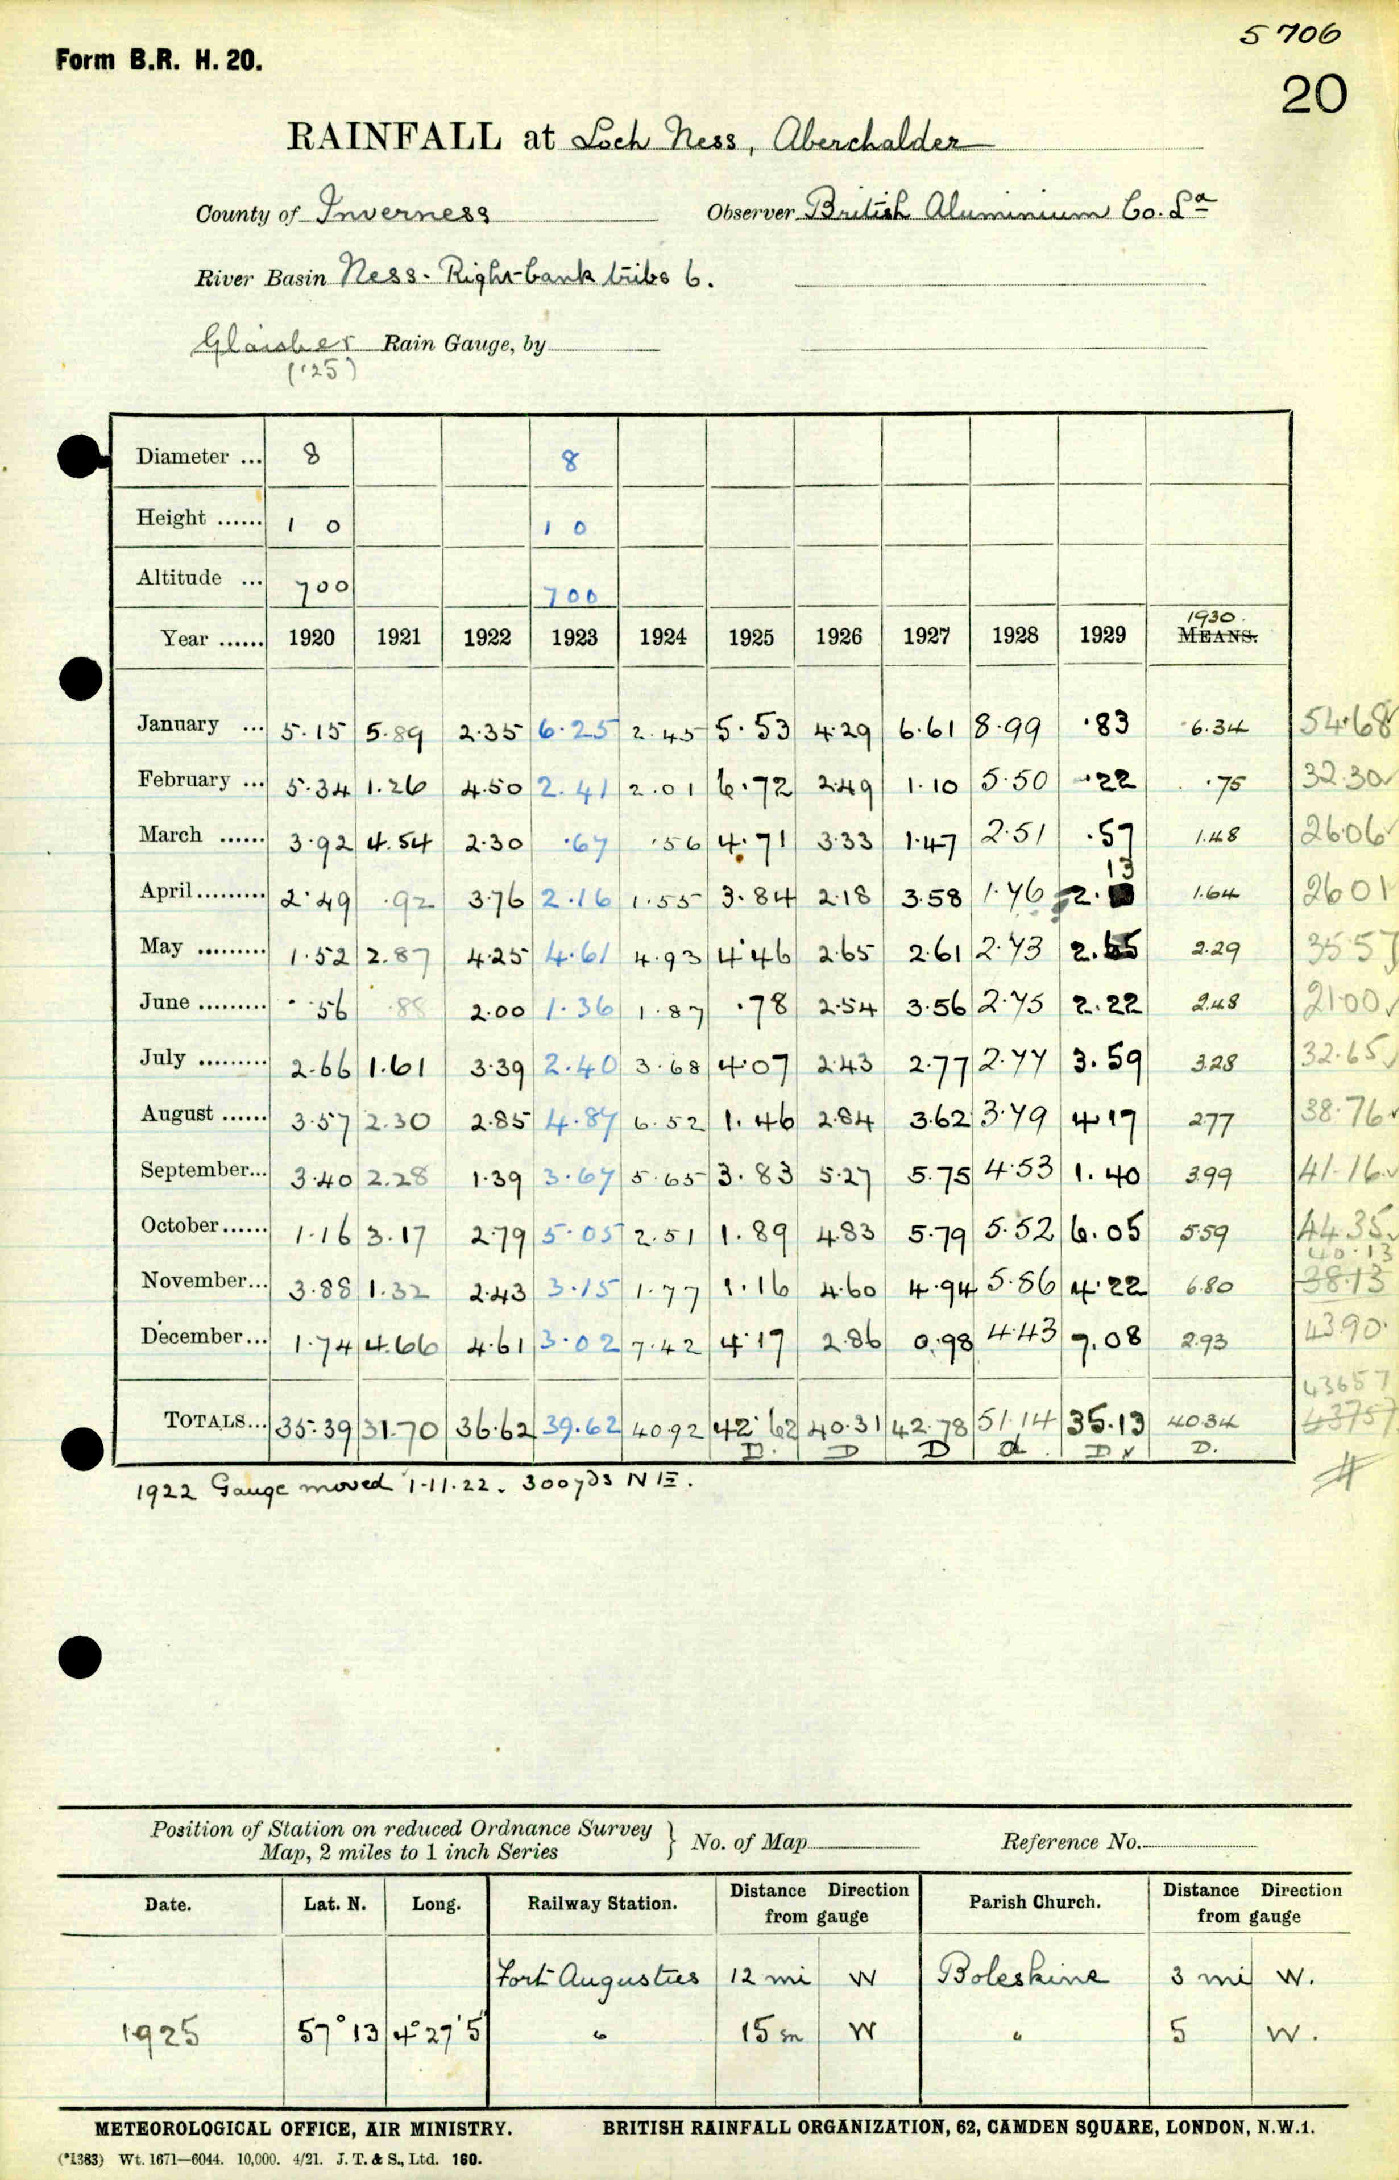 5706
Form B.R. H. 20.
20
RAINFALL at Loch Ness, Aberchalder
County of Inverness Observer British Aluminium Co. Ld
River Basin Ness - Right-bank tribs 6.
Glaisher Rain Gauge, by
('25)
Diameter ... 8 8
Height ...... 1 0 1 0
Altitude ... 700 700
1930.
Year ...... 1920 1921 1922 1923 1924 1925 1926 1927 1928 1929 MEANS.
January ... 5.15 5.89 2.35 6.25 2.45 5.53 4.29 6.61 8.99 .83 6.34 54.68
February ... 5.34 1.26 4.50 2.41 2.01 6.72 2.49 1.10 5.50 .22 .75 32.30
March ...... 3.92 4.54 2.30 .67 .56 4.71 3.33 1.47 2.51 .57 1.48 26.06
13
April......... 2.49 .92 3.76 2.16 1.55 3.84 2.18 3.58 1.46 2. 1.64 26.01
May ......... 1.52 2.87 4.25 4.61 4.93 4.46 2.65 2.61 2.73 2.65 2.29 35.57
June ......... .56 .88 2.00 1.36 1.87 .78 2.54 3.56 2.75 2.22 2.48 21.00
July ......... 2.66 1.61 3.39 2.40 3.68 4.07 2.43 2.77 2.77 3.59 3.28 32.65
August ...... 3.57 2.30 2.85 4.87 6.52 1.46 2.84 3.62 3.79 4.17 2.77 38.76
September... 3.40 2.28 1.39 3.67 5.65 3.83 5.27 5.75 4.53 1.40 3.99 41.16
October...... 1.16 3.17 2.79 5.05 2.51 1.89 4.83 5.79 5.52 6.05 5.59 44.35
40.13
November... 3.88 1.32 2.43 3.15 1.77 1.16 4.60 4.94 5.86 4.22 6.80 38.13
December... 1.74 4.66 4.61 3.02 7.42 4.17 2.86 0.98 4.43 7.08 2.93 43.90
43657
TOTALS... 35.39 31.70 36.62 39.62 40.92 42.62 40.31 42.78 51.14 35.13 40.34 43757
D. D D d D D.
1922 Gauge moved 1.11.22. 300yds NE.
Position of Station on reduced Ordnance Survey
Map, 2 miles to 1 inch Series } No. of Map Reference No.
Date. Lat. N. Long. Railway Station. Distance Direction from gauge Parish Church. Distance Direction from gauge
Fort Augustus 12 mi W Boleskine 3 mi W.
1925 57° 13 4° 27' 5" " 15 m W " 5 W.
METEOROLOGICAL OFFICE, AIR MINISTRY. BRITISH RAINFALL ORGANIZATION, 62, CAMDEN SQUARE, LONDON, N.W.1.
(*1383) Wt. 1671—6044. 10,000. 4/21. J. T. & S., Ltd. 160.